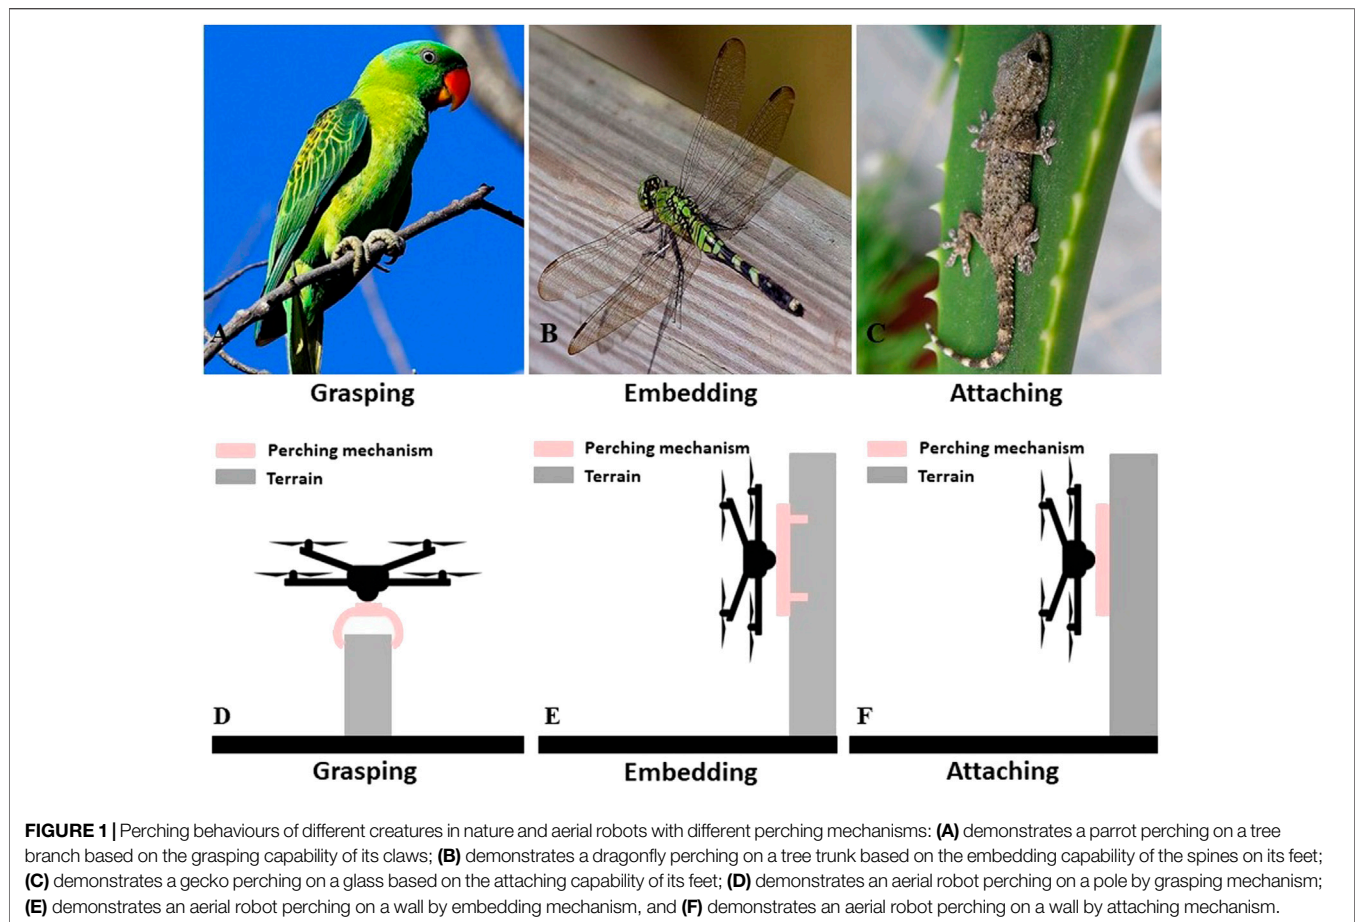 A
B
C
Grasping
Embedding
Attaching
Perching mechanism
Terrain
Perching mechanism
Terrain
Perching mechanism
Terrain
D
E
F
Grasping
Embedding
Attaching
FIGURE 1 | Perching behaviours of different creatures in nature and aerial robots with different perching mechanisms: (A) demonstrates a parrot perching on a tree
branch based on the grasping capability of its claws; (B) demonstrates a dragonfly perching on a tree trunk based on the embedding capability of the spines on its feet;
(C) demonstrates a gecko perching on a glass based on the attaching capability of its feet; (D) demonstrates an aerial robot perching on a pole by grasping mechanism;
(E) demonstrates an aerial robot perching on a wall by embedding mechanism, and (F) demonstrates an aerial robot perching on a wall by attaching mechanism.